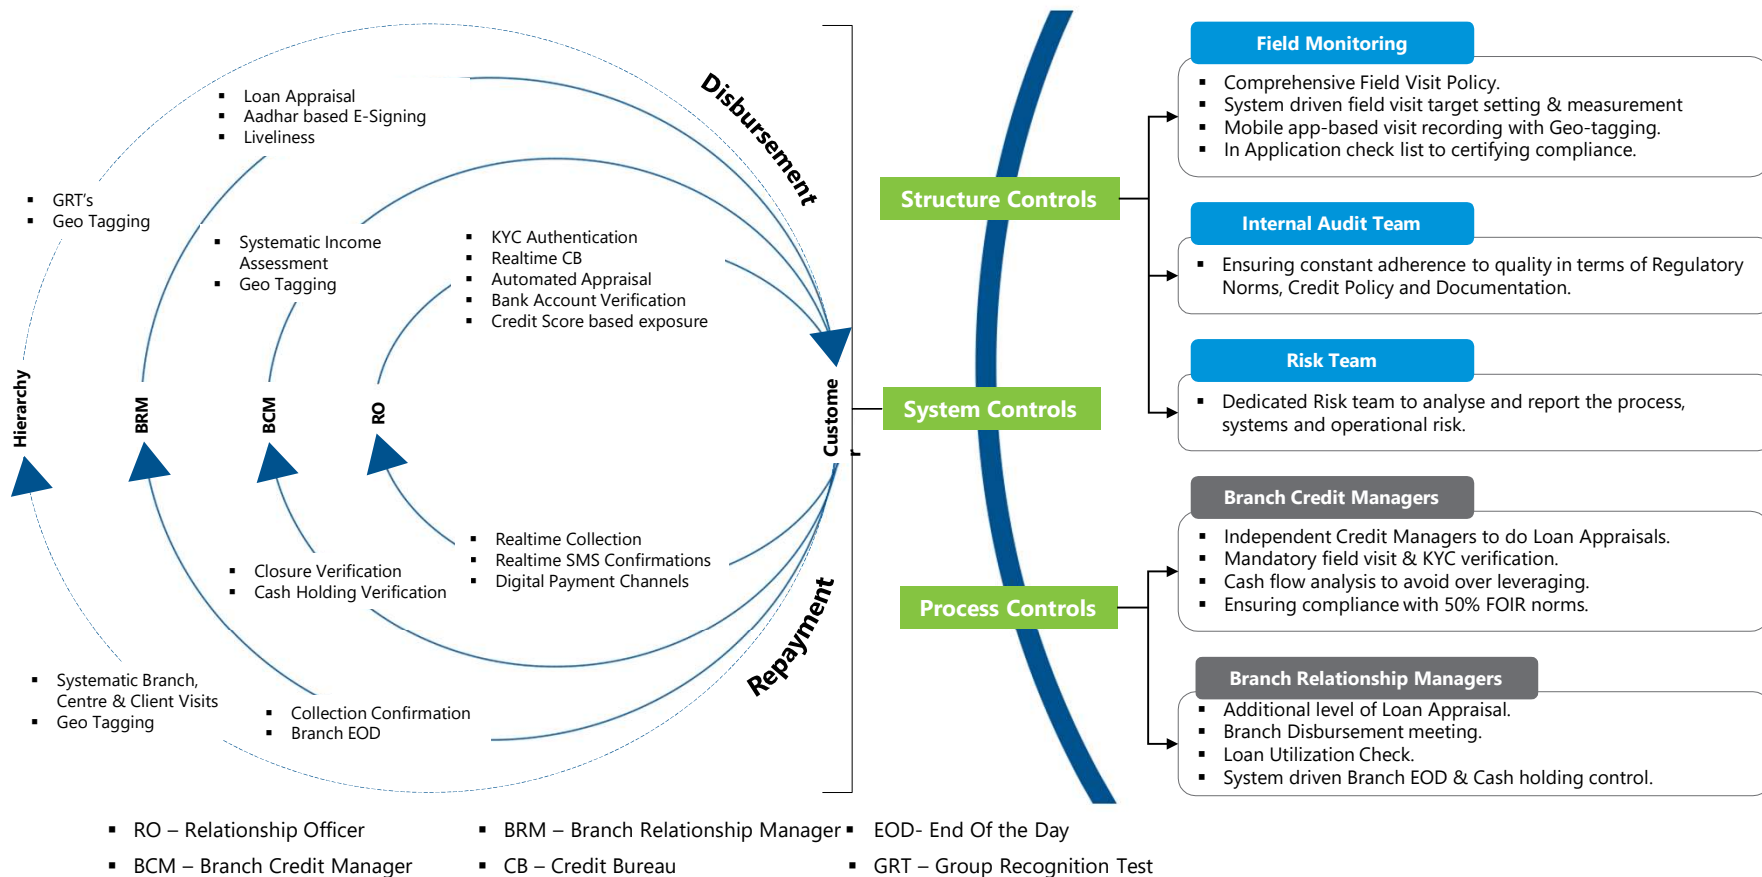 Disbursement
▪ Loan Appraisal
▪ Aadhar based E-Signing
▪ Liveliness
▪ GRT's
▪ Geo Tagging
▪ Systematic Income
Assessment
▪ Geo Tagging
▪ KYC Authentication
▪ Realtime CB
▪ Automated Appraisal
▪ Bank Account Verification
▪ Credit Score based exposure
Hierarchy
BRM
BCM
RO
Custome
r
▪ Realtime Collection
▪ Realtime SMS Confirmations
▪ Digital Payment Channels
▪ Closure Verification
▪ Cash Holding Verification
▪ Systematic Branch,
Centre & Client Visits
▪ Geo Tagging
▪ Collection Confirmation
▪ Branch EOD
Repayment
Structure Controls
System Controls
Process Controls
Field Monitoring
▪ Comprehensive Field Visit Policy.
▪ System driven field visit target setting & measurement
▪ Mobile app-based visit recording with Geo-tagging.
▪ In Application check list to certifying compliance.
Internal Audit Team
▪ Ensuring constant adherence to quality in terms of Regulatory
Norms, Credit Policy and Documentation.
Risk Team
▪ Dedicated Risk team to analyse and report the process,
systems and operational risk.
Branch Credit Managers
▪ Independent Credit Managers to do Loan Appraisals.
▪ Mandatory field visit & KYC verification.
▪ Cash flow analysis to avoid over leveraging.
▪ Ensuring compliance with 50% FOIR norms.
Branch Relationship Managers
▪ Additional level of Loan Appraisal.
▪ Branch Disbursement meeting.
▪ Loan Utilization Check.
▪ System driven Branch EOD & Cash holding control.
▪ RO – Relationship Officer
▪ BRM – Branch Relationship Manager
▪ EOD- End Of the Day
▪ BCM – Branch Credit Manager
▪ CB – Credit Bureau
▪ GRT – Group Recognition Test